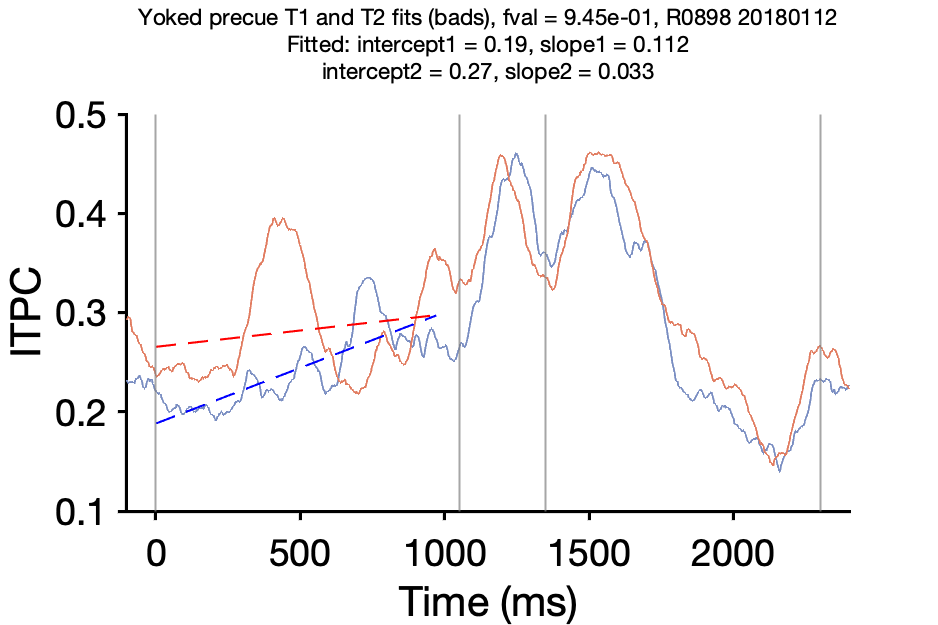 Yoked precue T1 and T2 fits (bads), fval = 9.45e-01, R0898 20180112
Fitted: intercept1 = 0.19, slope1 = 0.112
intercept2 = 0.27, slope2 = 0.033
0.5
0.4
0.3
0.2
0.1
ITPC
0
500
1000
1500
2000
Time (ms)